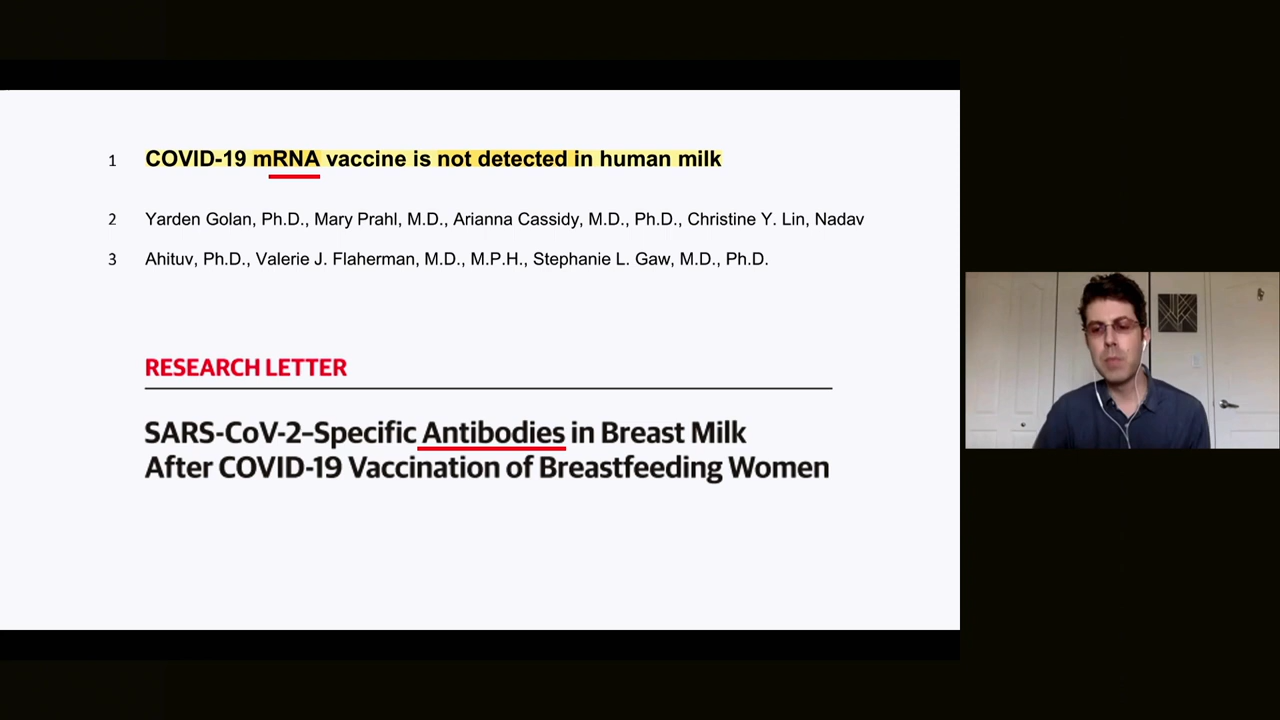 1 COVID-19 mRNA vaccine is not detected in human milk
2 Yarden Golan, Ph.D., Mary Prahl, M.D., Arianna Cassidy, M.D., Ph.D., Christine Y. Lin, Nadav
3 Ahituv, Ph.D., Valerie J. Flaherman, M.D., M.P.H., Stephanie L. Gaw, M.D., Ph.D.
RESEARCH LETTER
SARS-CoV-2–Specific Antibodies in Breast Milk
After COVID-19 Vaccination of Breastfeeding Women